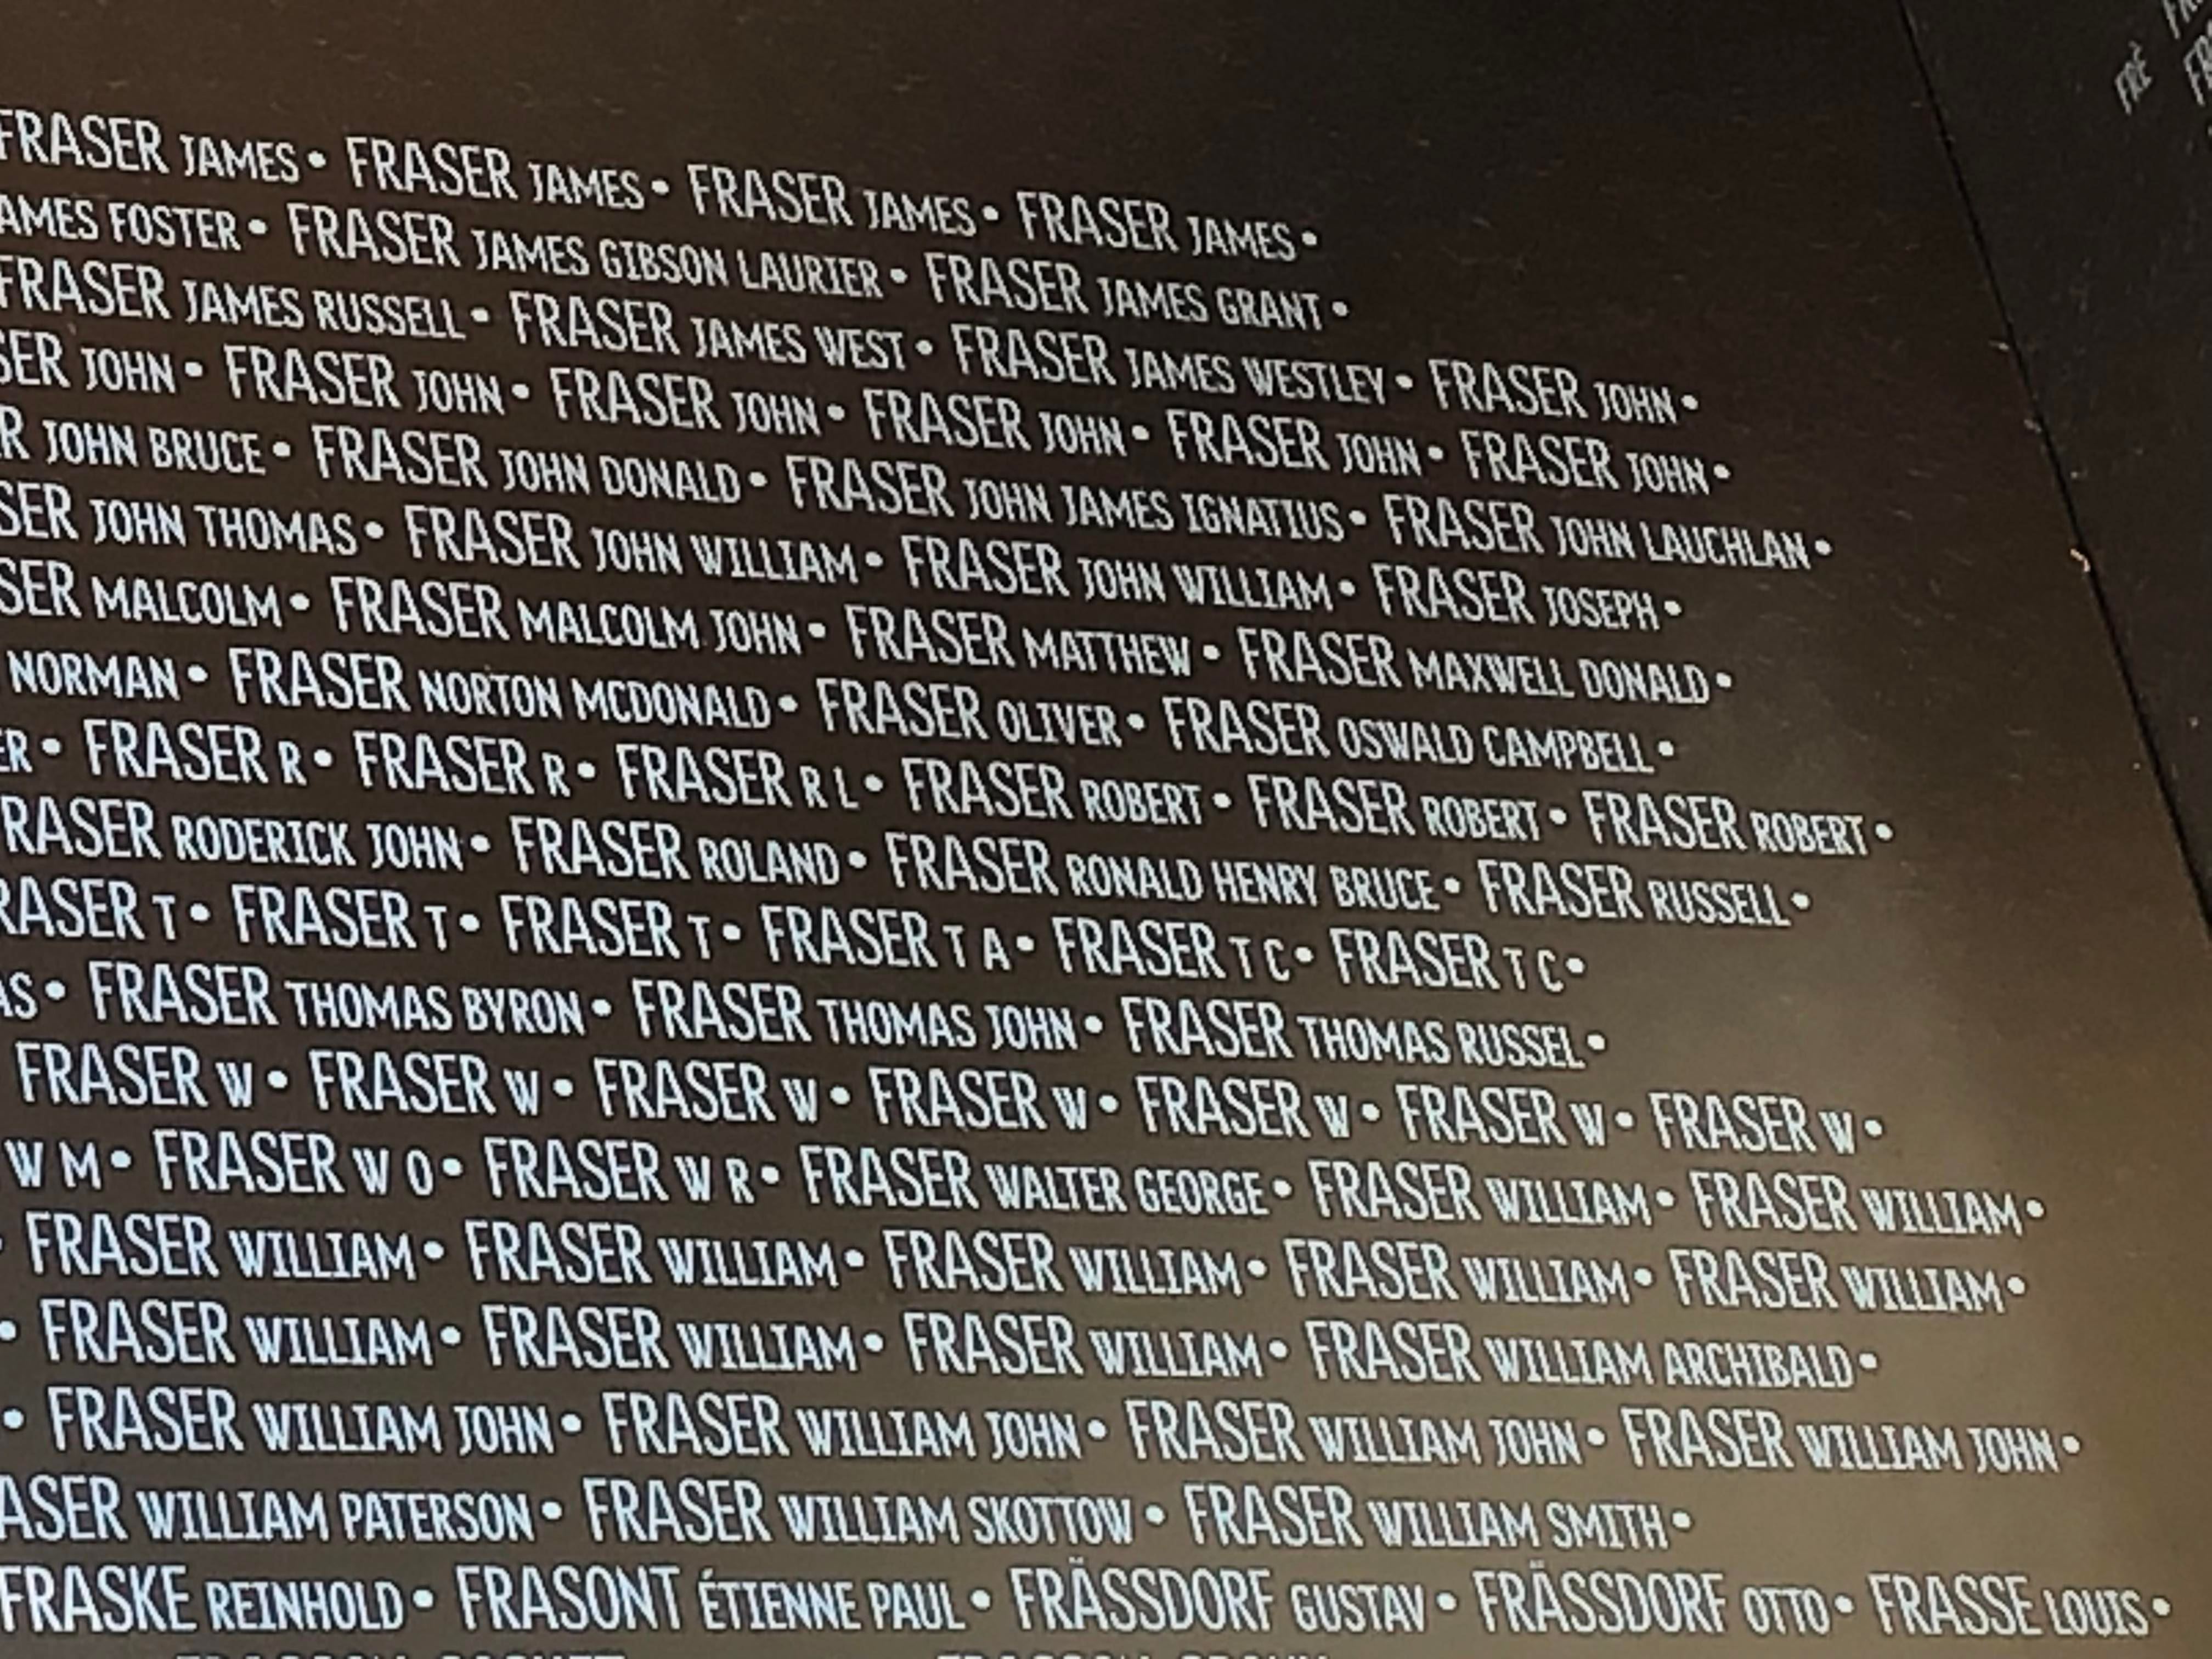 FRASER JAMES • FRASER JAMES • FRASER JAMES • FRASER JAMES •
AMES FOSTER • FRASER JAMES GIBSON LAURIER • FRASER JAMES GRANT •
FRASER JAMES RUSSELL • FRASER JAMES WEST • FRASER JAMES WESTLEY • FRASER JOHN •
SER JOHN • FRASER JOHN • FRASER JOHN • FRASER JOHN • FRASER JOHN • FRASER JOHN •
R JOHN BRUCE • FRASER JOHN DONALD • FRASER JOHN JAMES IGNATIUS • FRASER JOHN LAUCHLAN •
SER JOHN THOMAS • FRASER JOHN WILLIAM • FRASER JOHN WILLIAM • FRASER JOSEPH •
SER MALCOLM • FRASER MALCOLM JOHN • FRASER MATTHEW • FRASER MAXWELL DONALD •
NORMAN • FRASER NORTON MCDONALD • FRASER OLIVER • FRASER OSWALD CAMPBELL •
ER • FRASER R • FRASER R • FRASER R L • FRASER ROBERT • FRASER ROBERT • FRASER ROBERT •
RASER RODERICK JOHN • FRASER ROLAND • FRASER RONALD HENRY BRUCE • FRASER RUSSELL •
RASER T • FRASER T • FRASER T • FRASER T A • FRASER T C • FRASER T C •
AS • FRASER THOMAS BYRON • FRASER THOMAS JOHN • FRASER THOMAS RUSSEL •
FRASER W • FRASER W • FRASER W • FRASER W • FRASER W • FRASER W • FRASER W •
W M • FRASER W O • FRASER W R • FRASER WALTER GEORGE • FRASER WILLIAM • FRASER WILLIAM •
• FRASER WILLIAM • FRASER WILLIAM • FRASER WILLIAM • FRASER WILLIAM • FRASER WILLIAM •
• FRASER WILLIAM • FRASER WILLIAM • FRASER WILLIAM • FRASER WILLIAM ARCHIBALD •
• FRASER WILLIAM JOHN • FRASER WILLIAM JOHN • FRASER WILLIAM JOHN • FRASER WILLIAM JOHN •
ASER WILLIAM PATERSON • FRASER WILLIAM SKOTTOW • FRASER WILLIAM SMITH •
FRASKE REINHOLD • FRASONT ÉTIENNE PAUL • FRÄSSDORF GUSTAV • FRÄSSDORF OTTO • FRASSE LOUIS •
FRÉ